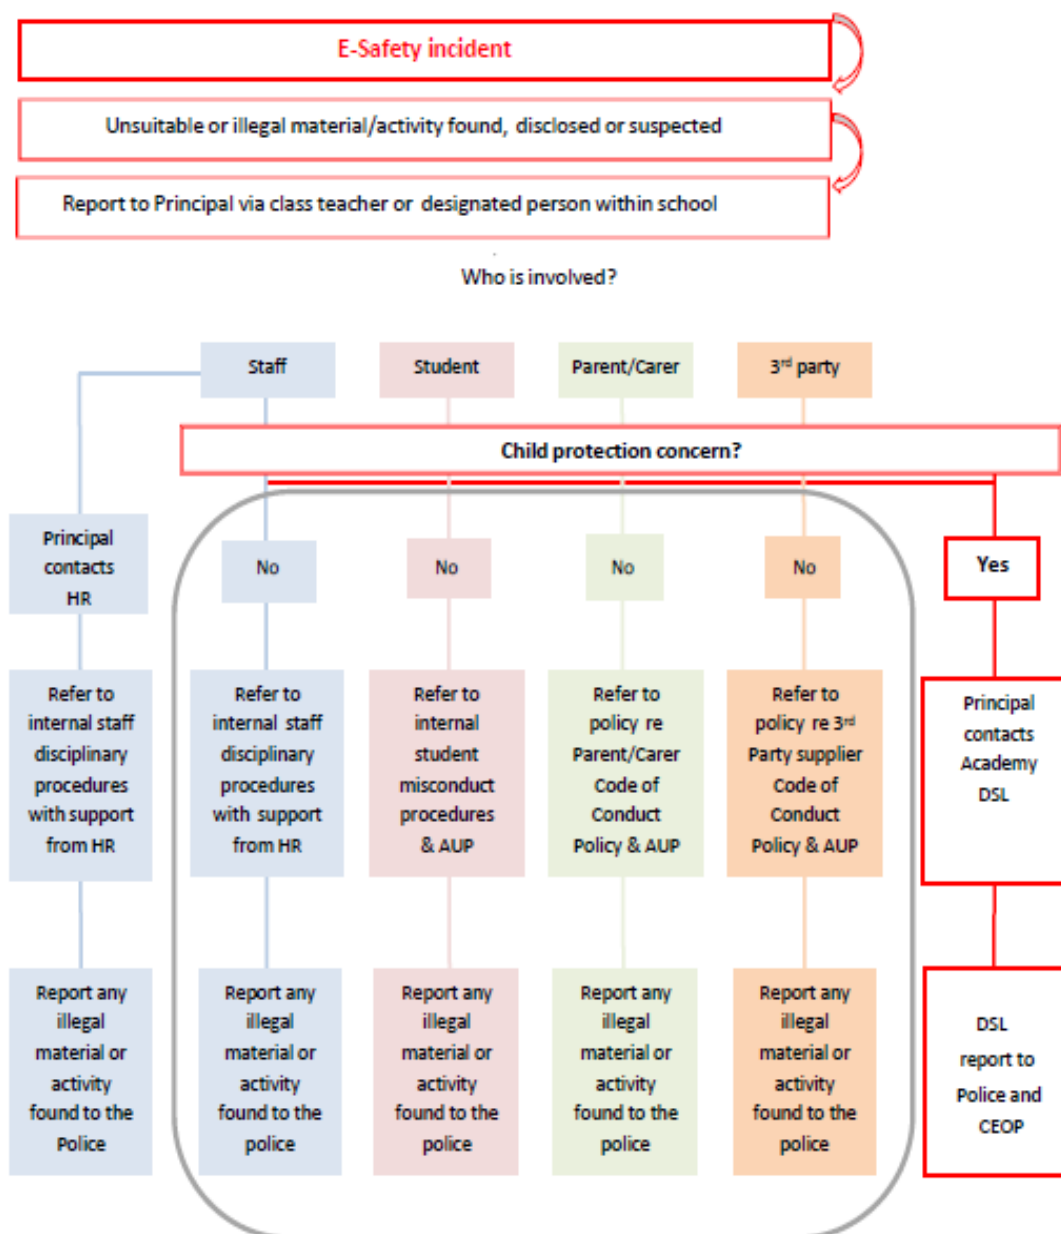 E-Safety incident
Unsuitable or illegal material/activity found, disclosed or suspected
Report to Principal via class teacher or designated person within school
Who is involved?
Staff
Student
Parent/Carer
3rd party
Child protection concern?
Principal
contacts
HR
No
No
No
No
Yes
Refer to
internal staff
disciplinary
procedures
with support
from HR
Refer to
internal staff
disciplinary
procedures
with support
from HR
Refer to
internal
student
misconduct
procedures
& AUP
Refer to
policy re
Parent/Carer
Code of
Conduct
Policy & AUP
Refer to
policy re 3rd
Party supplier
Code of
Conduct
Policy & AUP
Principal
contacts
Academy
DSL
Report any
illegal
material or
activity
found to the
Police
Report any
illegal
material or
activity
found to the
police
Report any
illegal
material or
activity
found to the
police
Report any
illegal
material or
activity
found to the
police
Report any
illegal
material or
activity
found to the
police
DSL
report to
Police and
CEOP